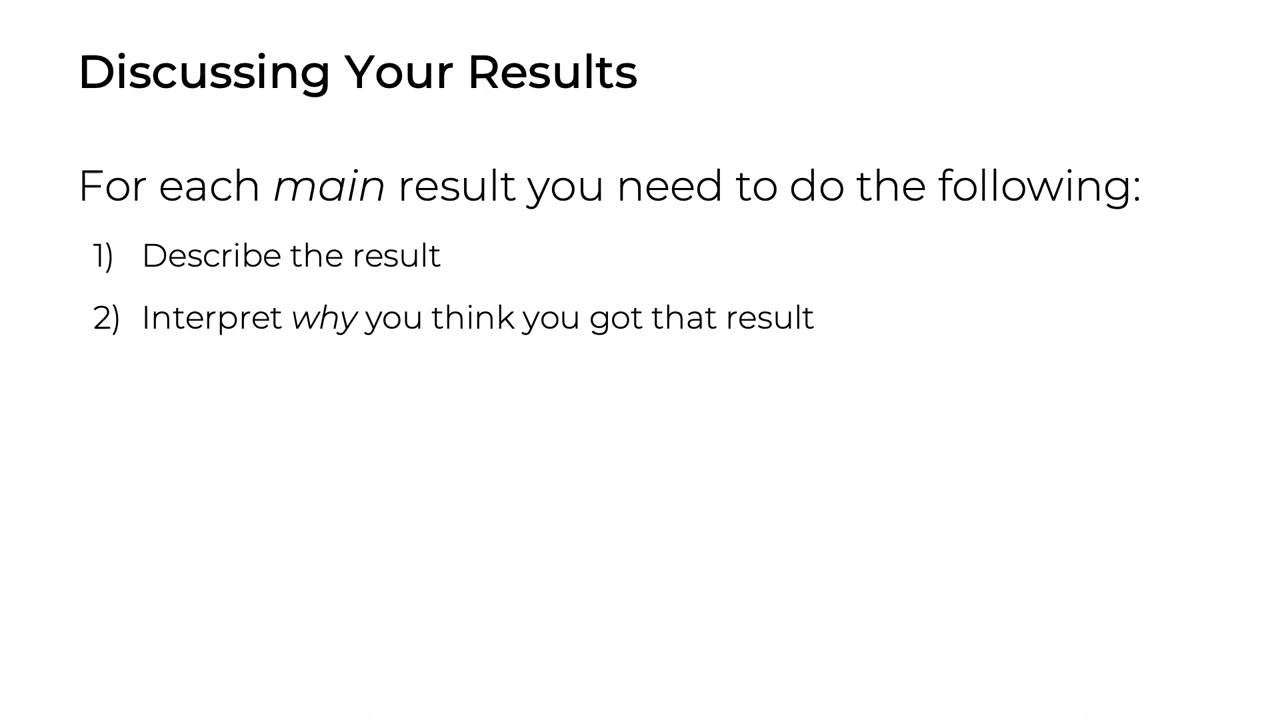 Discussing Your Results
For each main result you need to do the following:
1) Describe the result
2) Interpret why you think you got that result